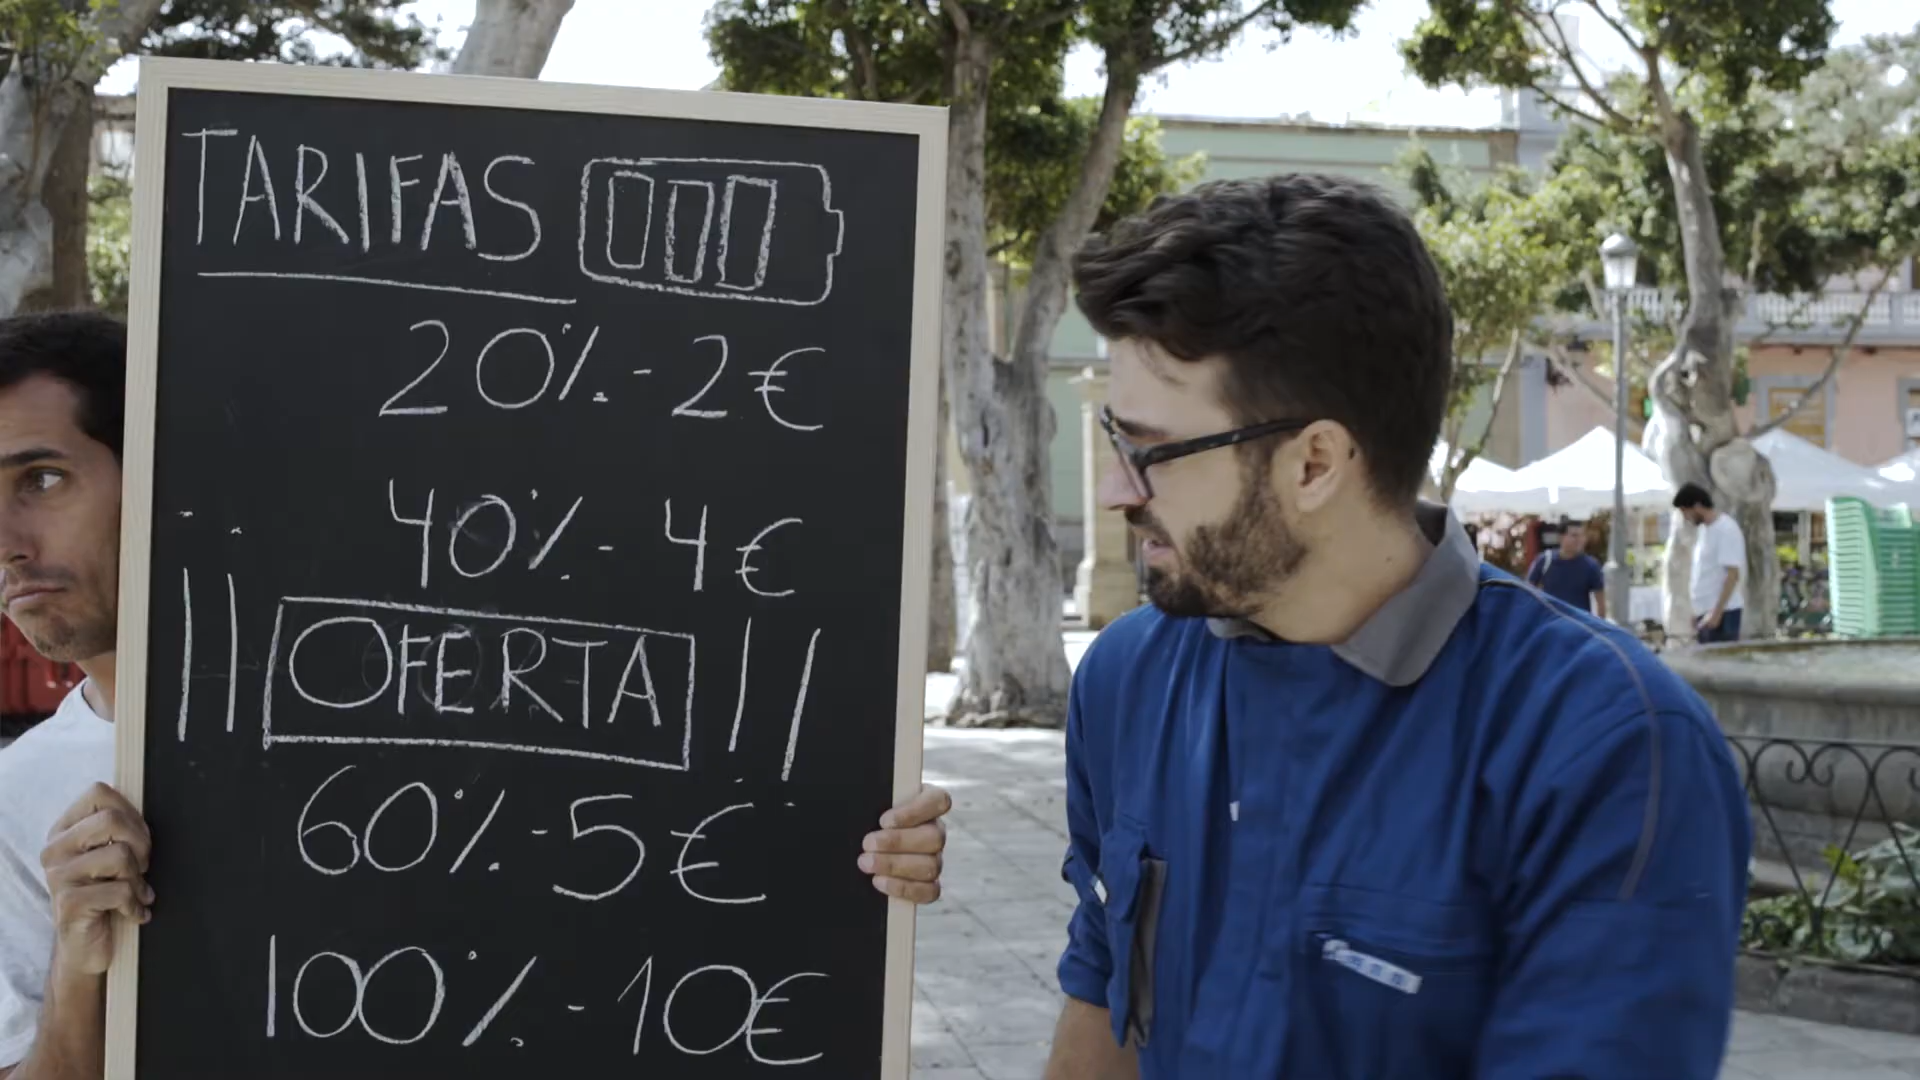 TARIFAS
20% - 2€
40% - 4€
¡¡OFERTA!!
60% - 5€
100% - 10€